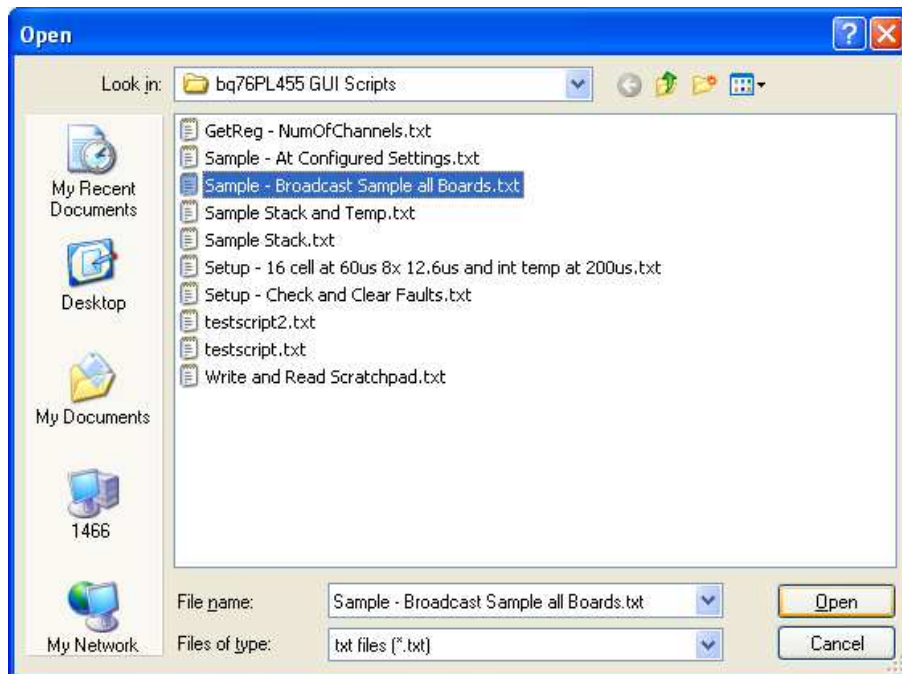 Open
Look in:
bq76PL455 GUI Scripts
My Recent
Documents
Desktop
My Documents
1466
My Network
GetReg - NumOfChannels.txt
Sample - At Configured Settings.txt
Sample - Broadcast Sample all Boards.txt
Sample Stack and Temp.txt
Sample Stack.txt
Setup - 16 cell at 60us 8x 12.6us and int temp at 200us.txt
Setup - Check and Clear Faults.txt
testscript2.txt
testscript.txt
Write and Read Scratchpad.txt
File name:
Sample - Broadcast Sample all Boards.txt
Open
Files of type:
txt files (*.txt)
Cancel